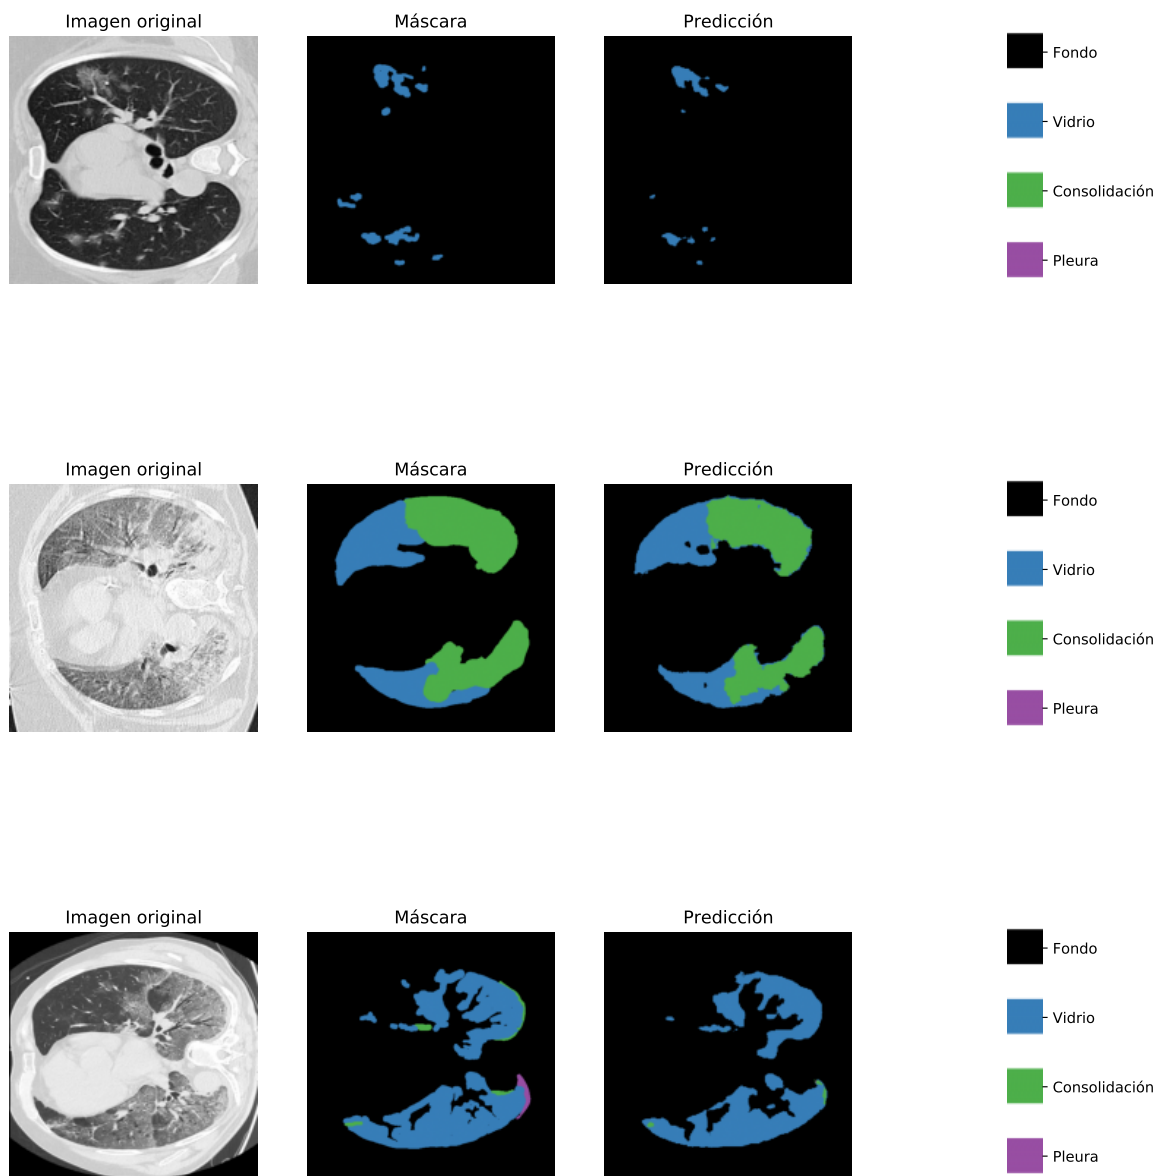 Imagen original
Máscara
Predicción
Fondo
Vidrio
Consolidación
Pleura
Imagen original
Máscara
Predicción
Fondo
Vidrio
Consolidación
Pleura
Imagen original
Máscara
Predicción
Fondo
Vidrio
Consolidación
Pleura